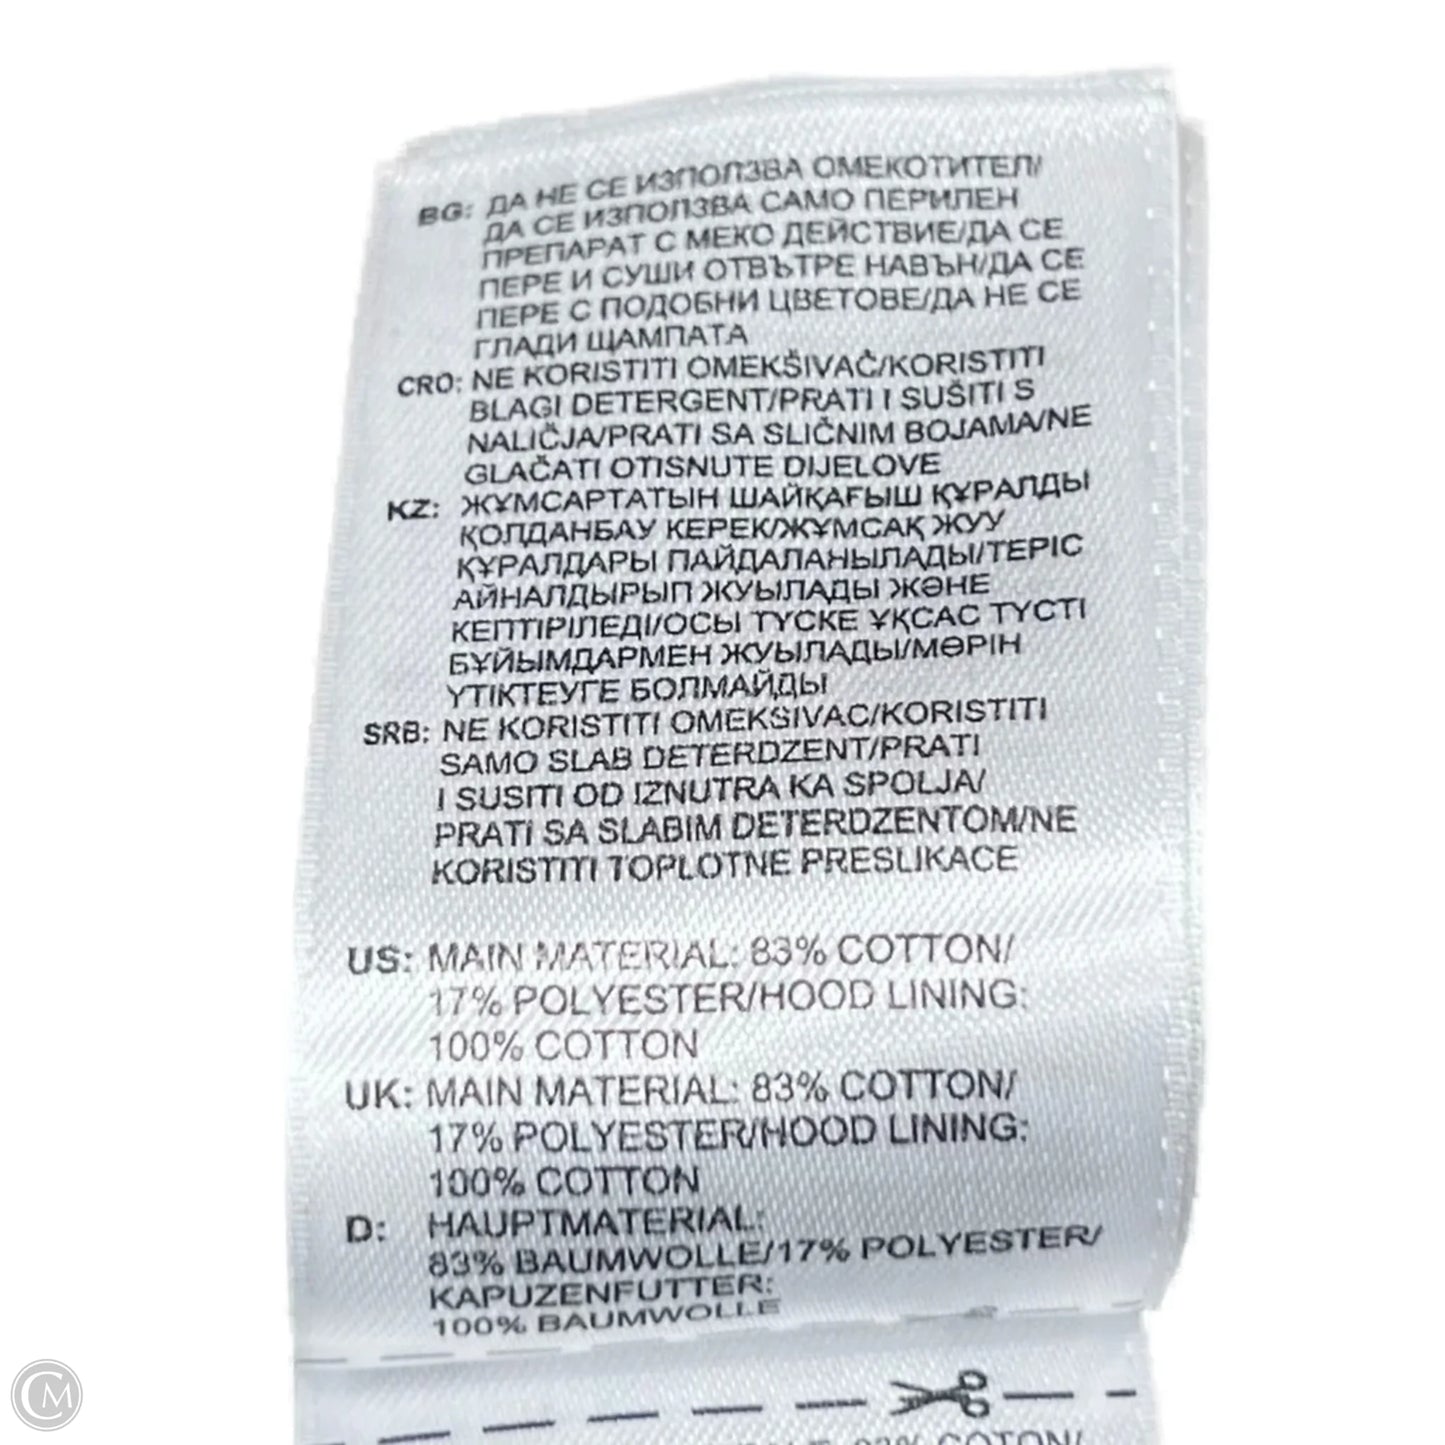 BG: ДА НЕ СЕ ИЗПОЛЗВА ОМЕКОТИТЕЛ/
ДА СЕ ИЗПОЛЗВА САМО ПЕРИЛЕН
ПРЕПАРАТ С МЕКО ДЕЙСТВИЕ/ДА СЕ
ПЕРЕ И СУШИ ОТВЪТРЕ НАВЪН/ДА СЕ
ПЕРЕ С ПОДОБНИ ЦВЕТОВЕ/ДА НЕ СЕ
ГЛАДИ ЩАМПАТА
CRO: NE KORISTITI OMEKŠIVAČ/KORISTITI
BLAGI DETERGENT/PRATI I SUŠITI S
NALIČJA/PRATI SA SLIČNIM BOJAMA/NE
GLAČATI OTISNUTE DIJELOVE
KZ: ЖҰМСАРТАТЫН ШАЙҚАҒЫШ ҚҰРАЛДЫ
ҚОЛДАНБАУ КЕРЕК/ЖҰМСАҚ ЖУУ
ҚҰРАЛДАРЫ ПАЙДАЛАНЫЛАДЫ/ТЕРІС
АЙНАЛДЫРЫП ЖУЫЛАДЫ ЖӘНЕ
КЕПТІРІЛЕДІ/ОСЫ ТҮСКЕ ҰҚСАС ТҮСТІ
БҰЙЫМДАРМЕН ЖУЫЛАДЫ/МӨРІН
ҮТІКТЕУГЕ БОЛМАЙДЫ
SRB: NE KORISTITI OMEKSIVAC/KORISTITI
SAMO SLAB DETERDZENT/PRATI
I SUSITI OD IZNUTRA KA SPOLJA/
PRATI SA SLABIM DETERDZENTOM/NE
KORISTITI TOPLOTNE PRESLIKACE
US: MAIN MATERIAL: 83% COTTON/
17% POLYESTER/HOOD LINING:
100% COTTON
UK: MAIN MATERIAL: 83% COTTON/
17% POLYESTER/HOOD LINING:
100% COTTON
D: HAUPTMATERIAL:
83% BAUMWOLLE/17% POLYESTER/
KAPUZENFUTTER:
100% BAUMWOLLE
COTON/
CM